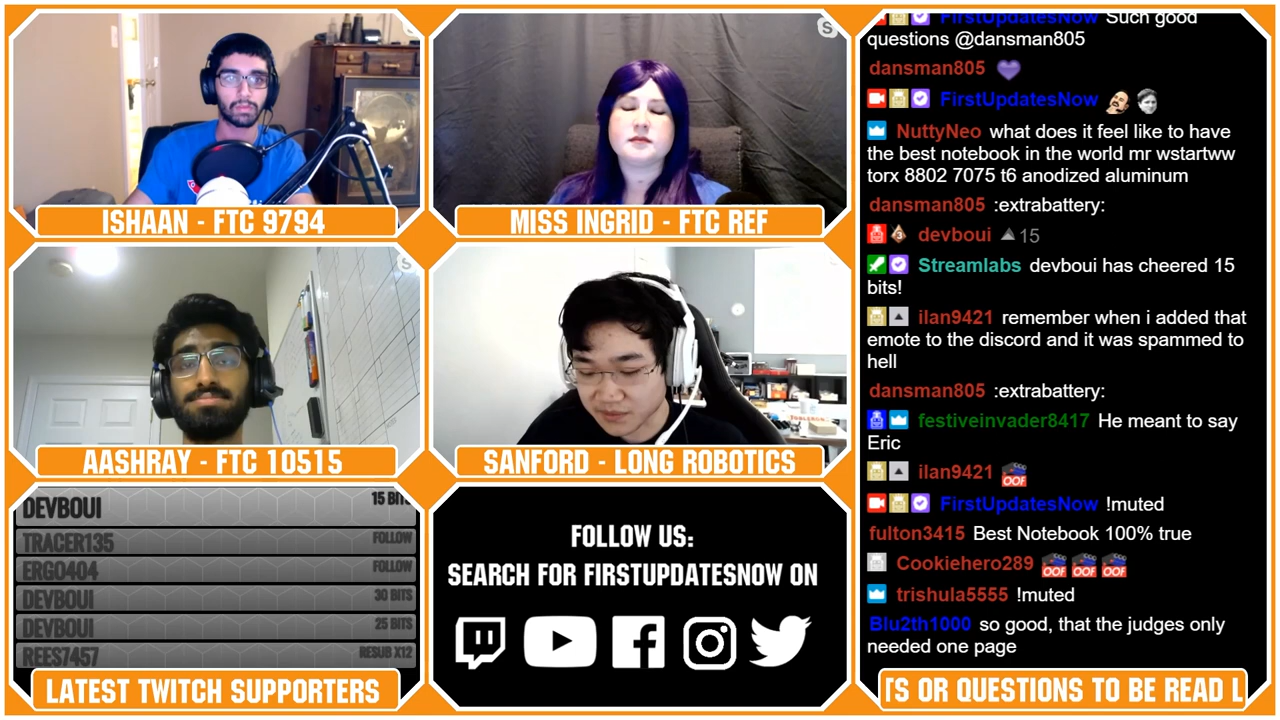 ISHAAN - FTC 9794
MISS INGRID - FTC REF
AASHRAY - FTC 10515
SANFORD - LONG ROBOTICS
DEVBOUI 15 BITS
TRACER135 FOLLOW
ERGO404 FOLLOW
DEVBOUI 30 BITS
DEVBOUI 25 BITS
REES7457 RESUB X12
LATEST TWITCH SUPPORTERS
FOLLOW US:
SEARCH FOR FIRSTUPDATESNOW ON
FirstUpdatesNow Such good
questions @dansman805
dansman805
FirstUpdatesNow
NuttyNeo what does it feel like to have
the best notebook in the world mr wstartww
torx 8802 7075 t6 anodized aluminum
dansman805 :extrabattery:
devboui 15
Streamlabs devboui has cheered 15
bits!
ilan9421 remember when i added that
emote to the discord and it was spammed to
hell
dansman805 :extrabattery:
festiveinvader8417 He meant to say
Eric
ilan9421 OOF
FirstUpdatesNow !muted
fulton3415 Best Notebook 100% true
Cookiehero289 OOF OOF OOF
trishula5555 !muted
Blu2th1000 so good, that the judges only
needed one page
TS OR QUESTIONS TO BE READ L